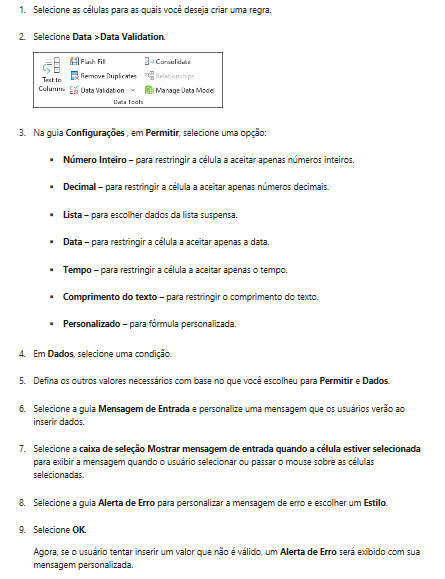 1. Selecione as células para as quais você deseja criar uma regra.
2. Selecione Data >Data Validation.
Flash Fill
Consolidate
Text to
Columns
Remove Duplicates
Relationships
Data Validation
Manage Data Model
Data Tools
3. Na guia Configurações , em Permitir, selecione uma opção:
• Número Inteiro – para restringir a célula a aceitar apenas números inteiros.
• Decimal – para restringir a célula a aceitar apenas números decimais.
• Lista – para escolher dados da lista suspensa.
• Data – para restringir a célula a aceitar apenas a data.
• Tempo – para restringir a célula a aceitar apenas o tempo.
• Comprimento do texto – para restringir o comprimento do texto.
• Personalizado – para fórmula personalizada.
4. Em Dados, selecione uma condição.
5. Defina os outros valores necessários com base no que você escolheu para Permitir e Dados.
6. Selecione a guia Mensagem de Entrada e personalize uma mensagem que os usuários verão ao
inserir dados.
7. Selecione a caixa de seleção Mostrar mensagem de entrada quando a célula estiver selecionada
para exibir a mensagem quando o usuário selecionar ou passar o mouse sobre as células
selecionadas.
8. Selecione a guia Alerta de Erro para personalizar a mensagem de erro e escolher um Estilo.
9. Selecione OK.
Agora, se o usuário tentar inserir um valor que não é válido, um Alerta de Erro será exibido com sua
mensagem personalizada.